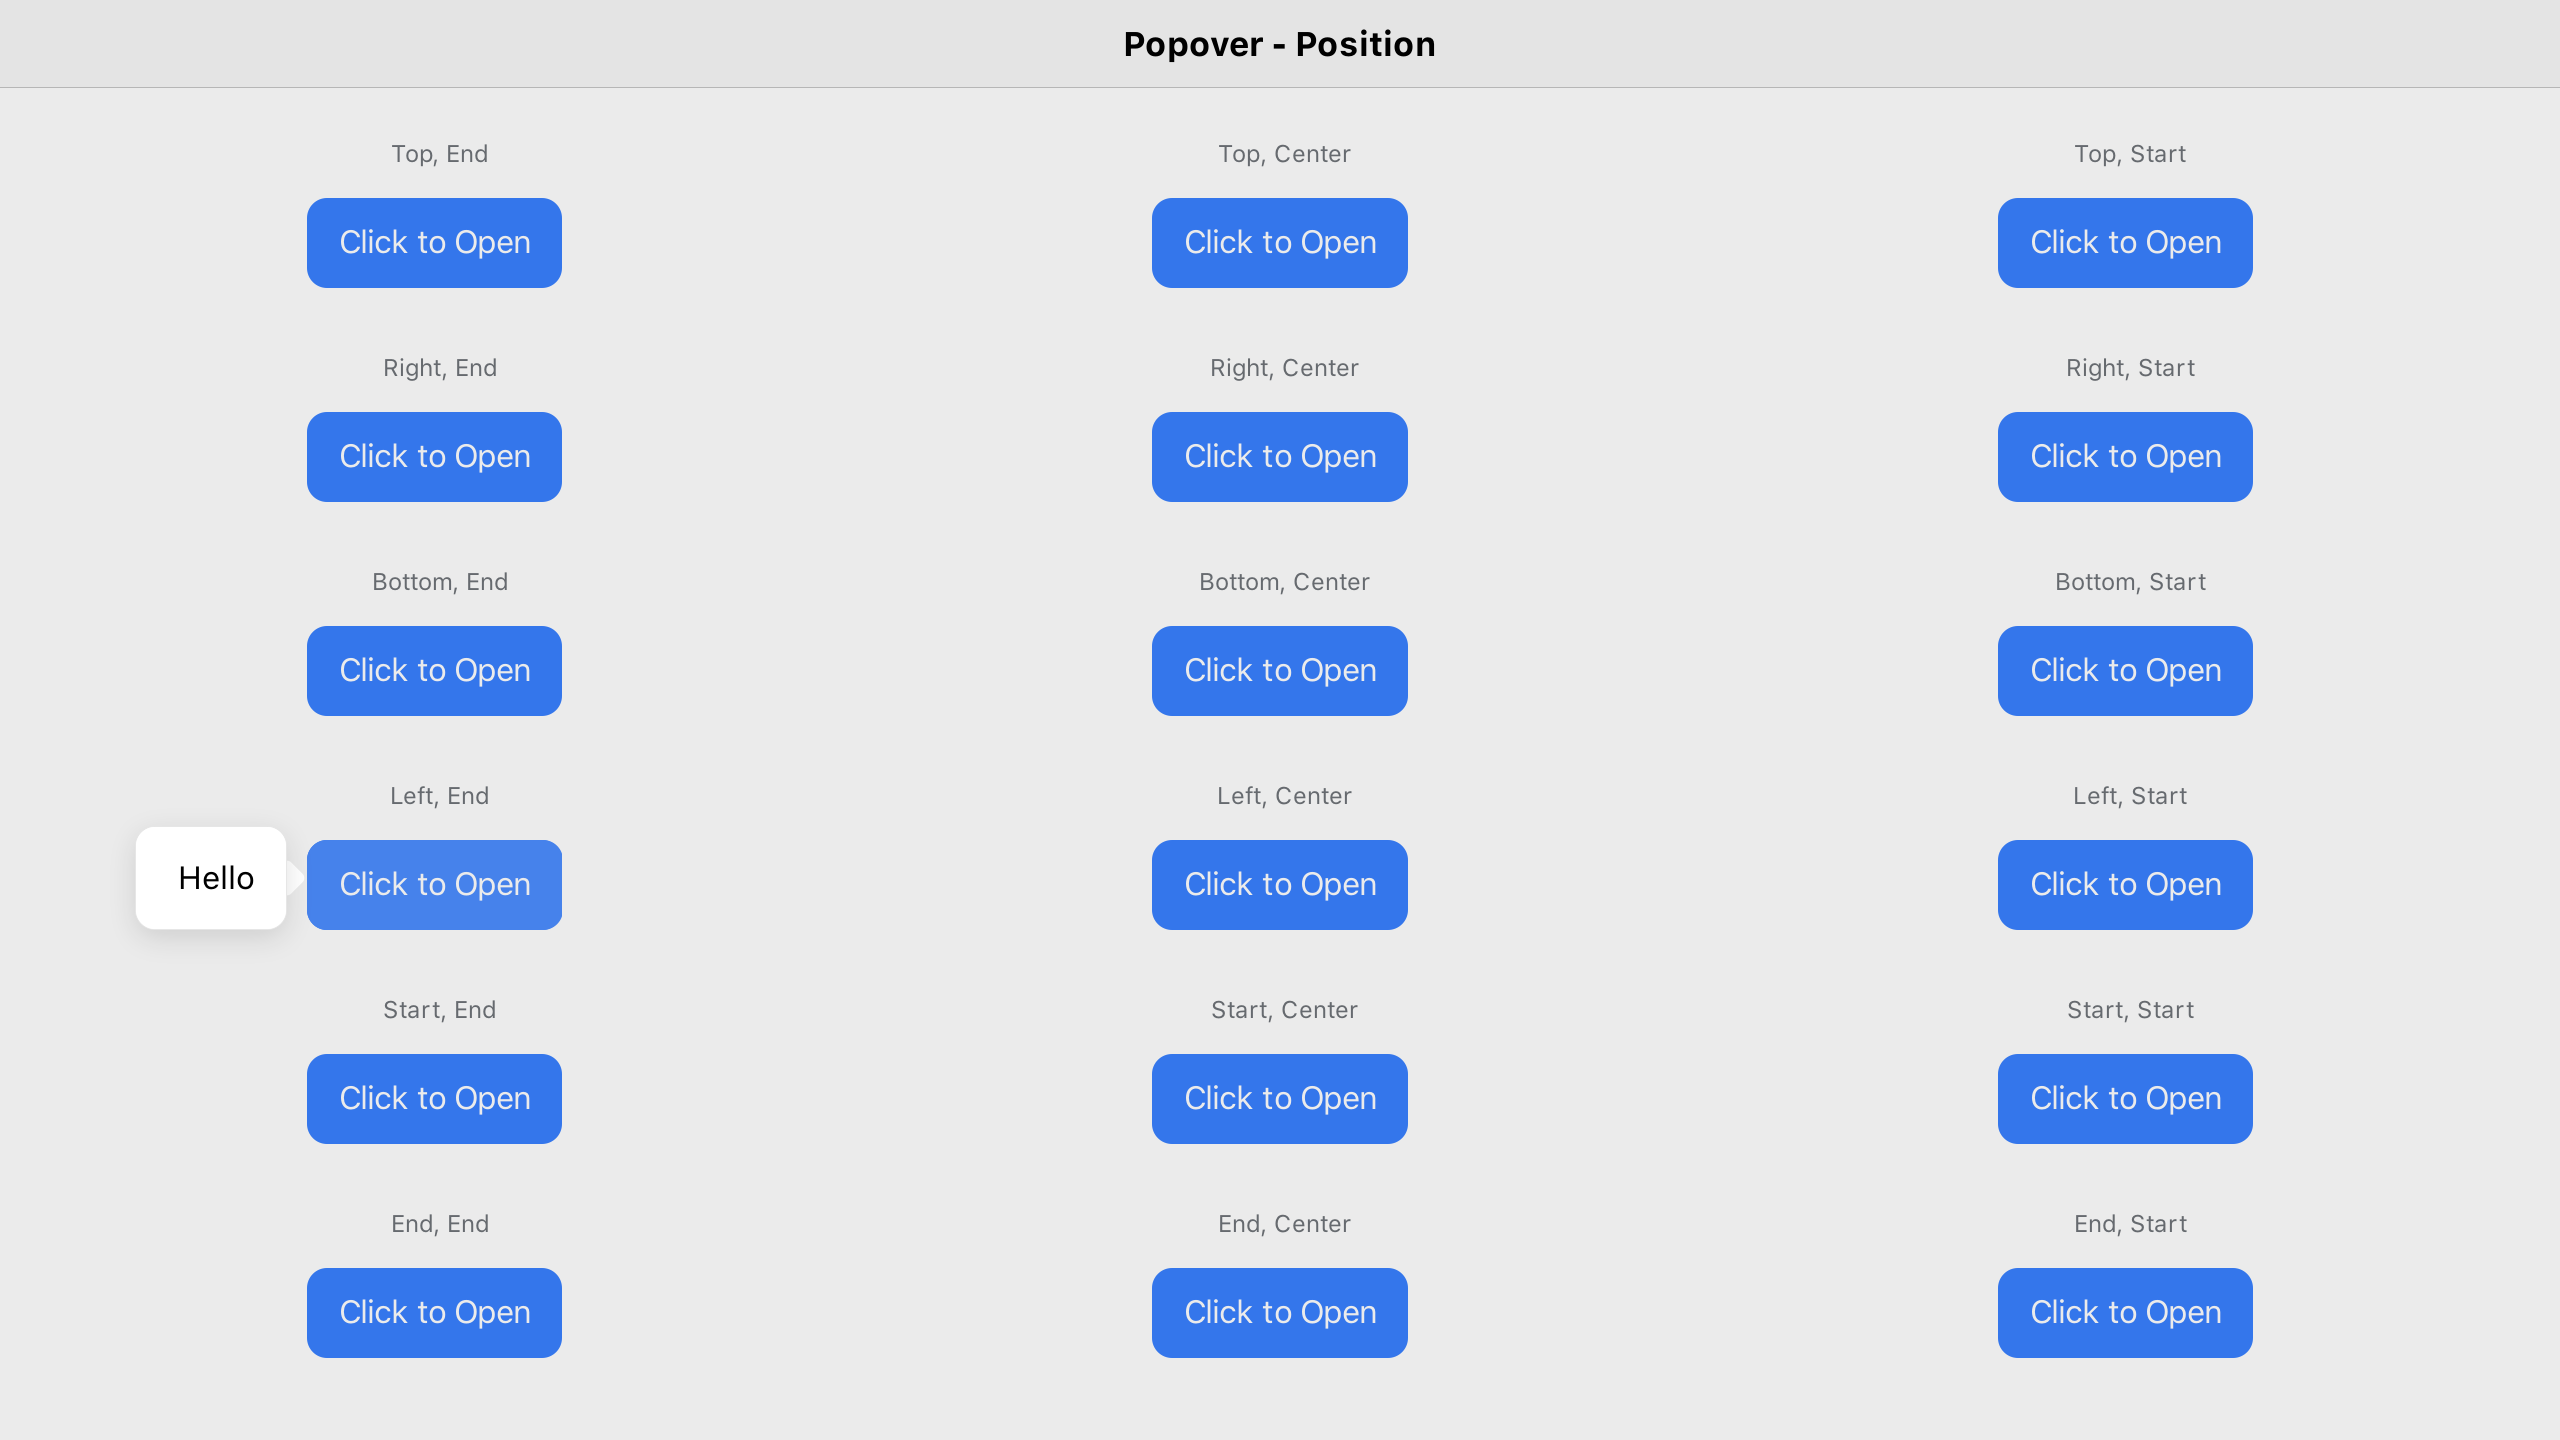 Popover - Position
Top, End
Top, Center
Top, Start
Click to Open
Click to Open
Click to Open
Right, End
Right, Center
Right, Start
Click to Open
Click to Open
Click to Open
Bottom, End
Bottom, Center
Bottom, Start
Click to Open
Click to Open
Click to Open
Left, End
Left, Center
Left, Start
Hello
Click to Open
Click to Open
Click to Open
Start, End
Start, Center
Start, Start
Click to Open
Click to Open
Click to Open
End, End
End, Center
End, Start
Click to Open
Click to Open
Click to Open